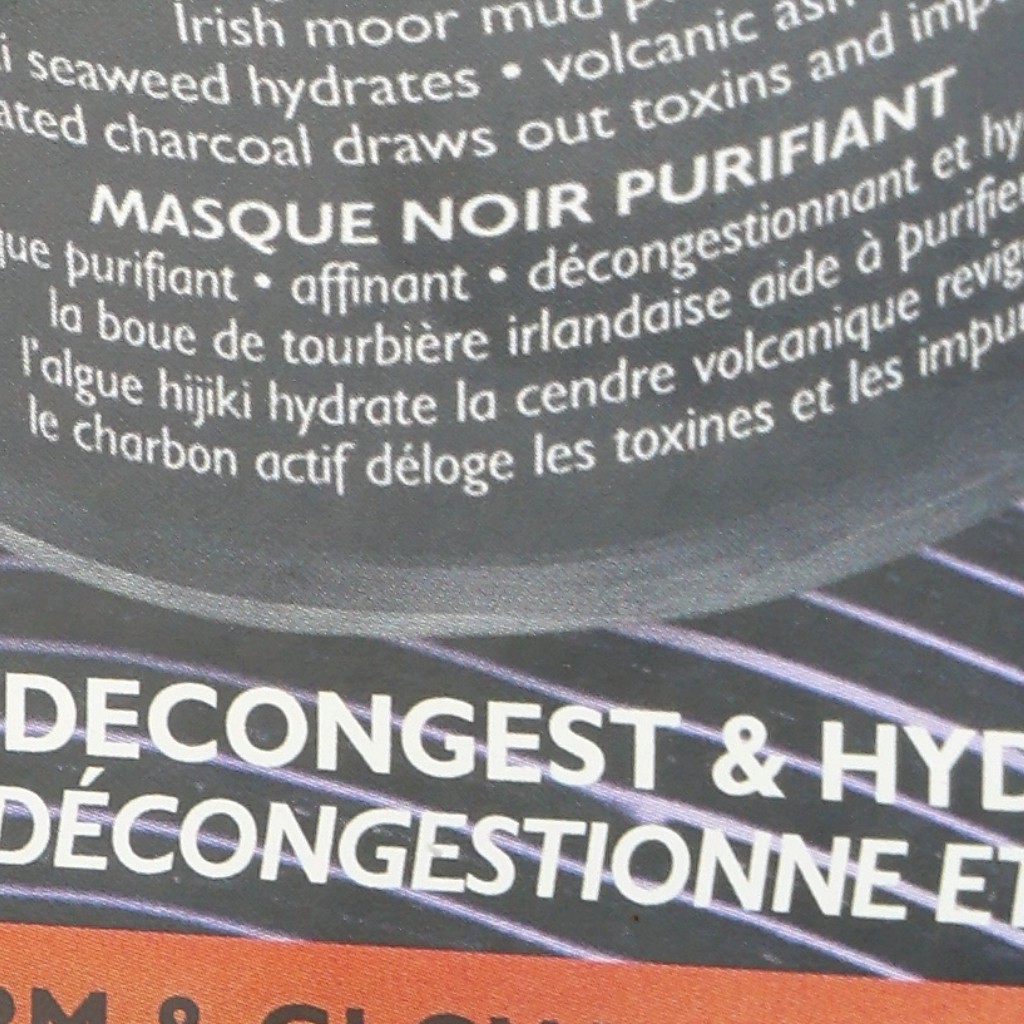 Irish moor mud
seaweed hydrates • volcanic
charcoal draws out toxins and
MASQUE NOIR PURIFIANT
purifiant • affinant • décongestionnant et
la boue de tourbière irlandaise aide à
l'algue hijiki hydrate la cendre volcanique
le charbon actif déloge les toxines et les
DECONGEST &
DÉCONGESTIONNE ET
&